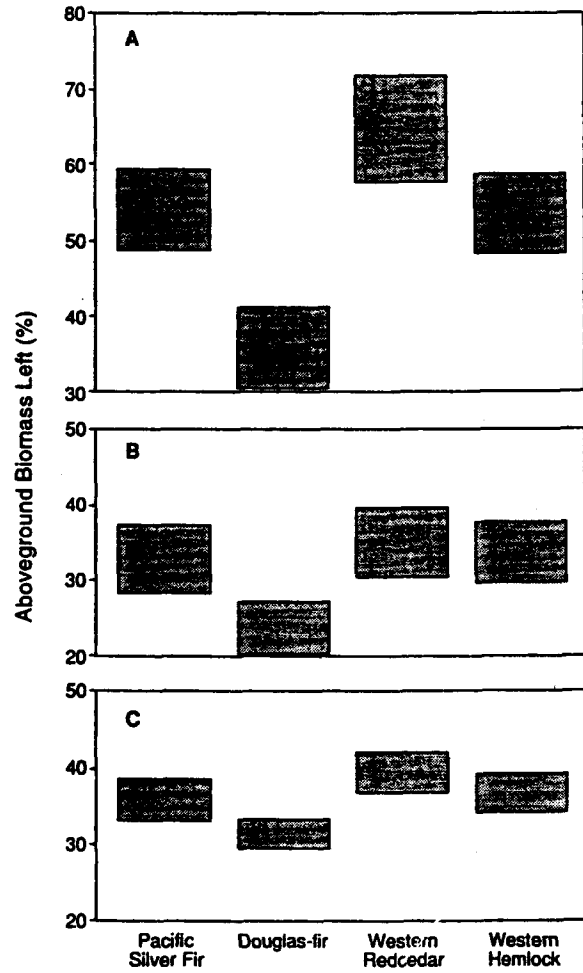 Aboveground Biomass Left (%)
A
80
70
60
50
40
30
B
50
40
30
20
C
50
40
30
20
Pacific
Silver Fir
Douglas-fir
Western
Redcedar
Western
Hemlock